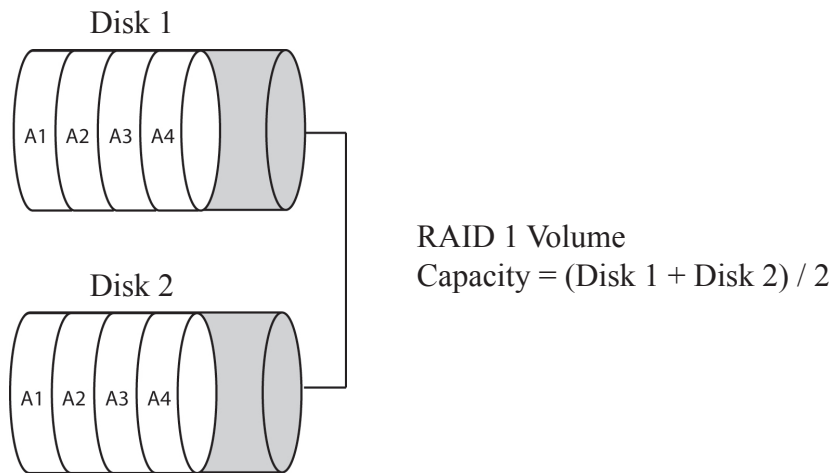 Disk 1
A1 A2 A3 A4
RAID 1 Volume
Capacity = (Disk 1 + Disk 2) / 2
Disk 2
A1 A2 A3 A4